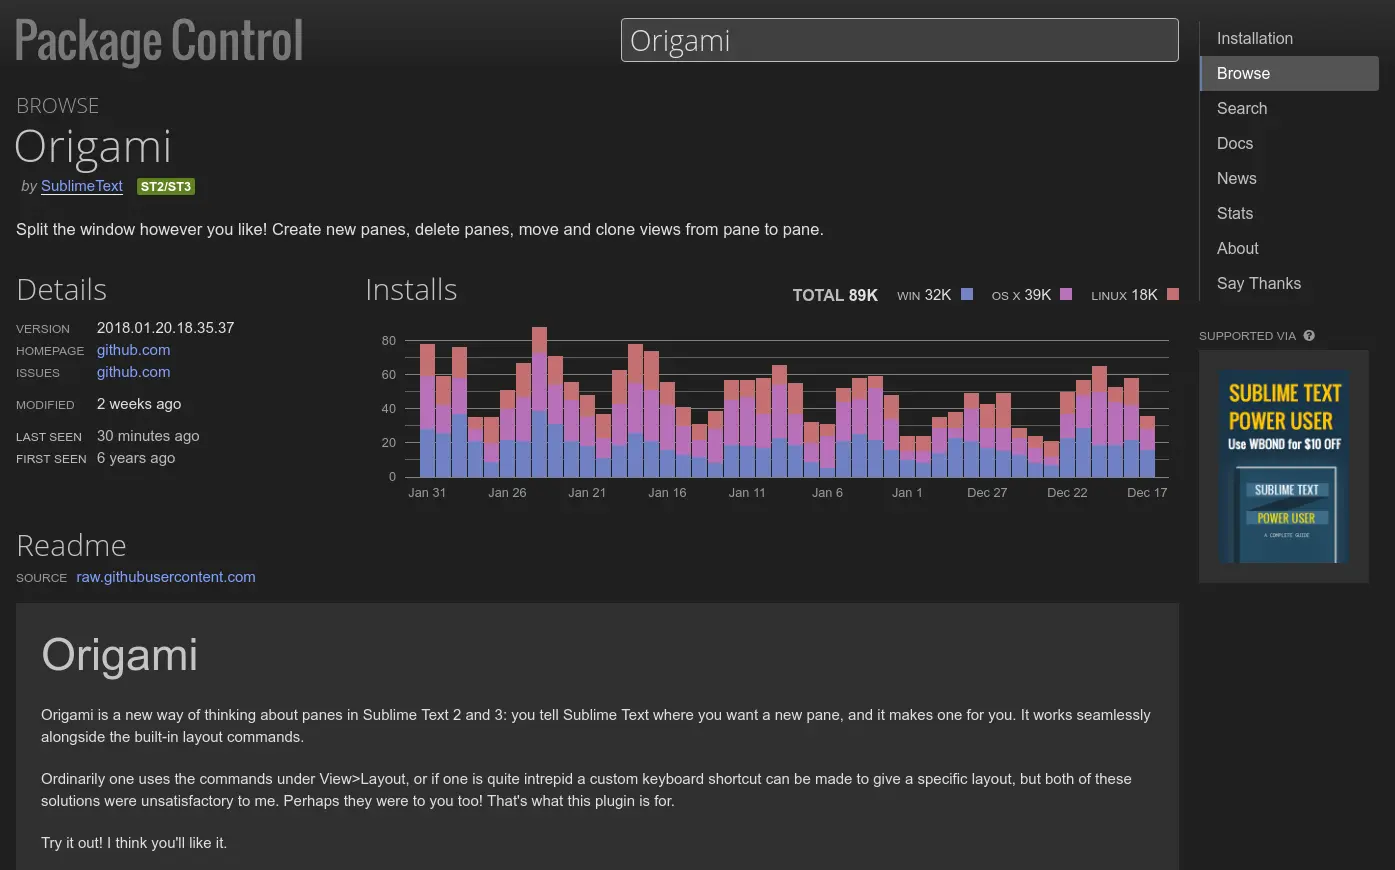 Package Control
Origami
Installation
Browse
Search
Docs
News
Stats
About
Say Thanks
BROWSE
Origami
by SublimeText ST2/ST3
Split the window however you like! Create new panes, delete panes, move and clone views from pane to pane.
Details
VERSION 2018.01.20.18.35.37
HOMEPAGE github.com
ISSUES github.com
MODIFIED 2 weeks ago
LAST SEEN 30 minutes ago
FIRST SEEN 6 years ago
Installs
TOTAL 89K WIN 32K OS X 39K LINUX 18K
80
60
40
20
0
Jan 31 Jan 26 Jan 21 Jan 16 Jan 11 Jan 6 Jan 1 Dec 27 Dec 22 Dec 17
SUPPORTED VIA ?
SUBLIME TEXT
POWER USER
Use WBOND for $10 OFF
SUBLIME TEXT
POWER USER
A COMPLETE GUIDE
Readme
SOURCE raw.githubusercontent.com
Origami
Origami is a new way of thinking about panes in Sublime Text 2 and 3: you tell Sublime Text where you want a new pane, and it makes one for you. It works seamlessly
alongside the built-in layout commands.
Ordinarily one uses the commands under View>Layout, or if one is quite intrepid a custom keyboard shortcut can be made to give a specific layout, but both of these
solutions were unsatisfactory to me. Perhaps they were to you too! That's what this plugin is for.
Try it out! I think you'll like it.